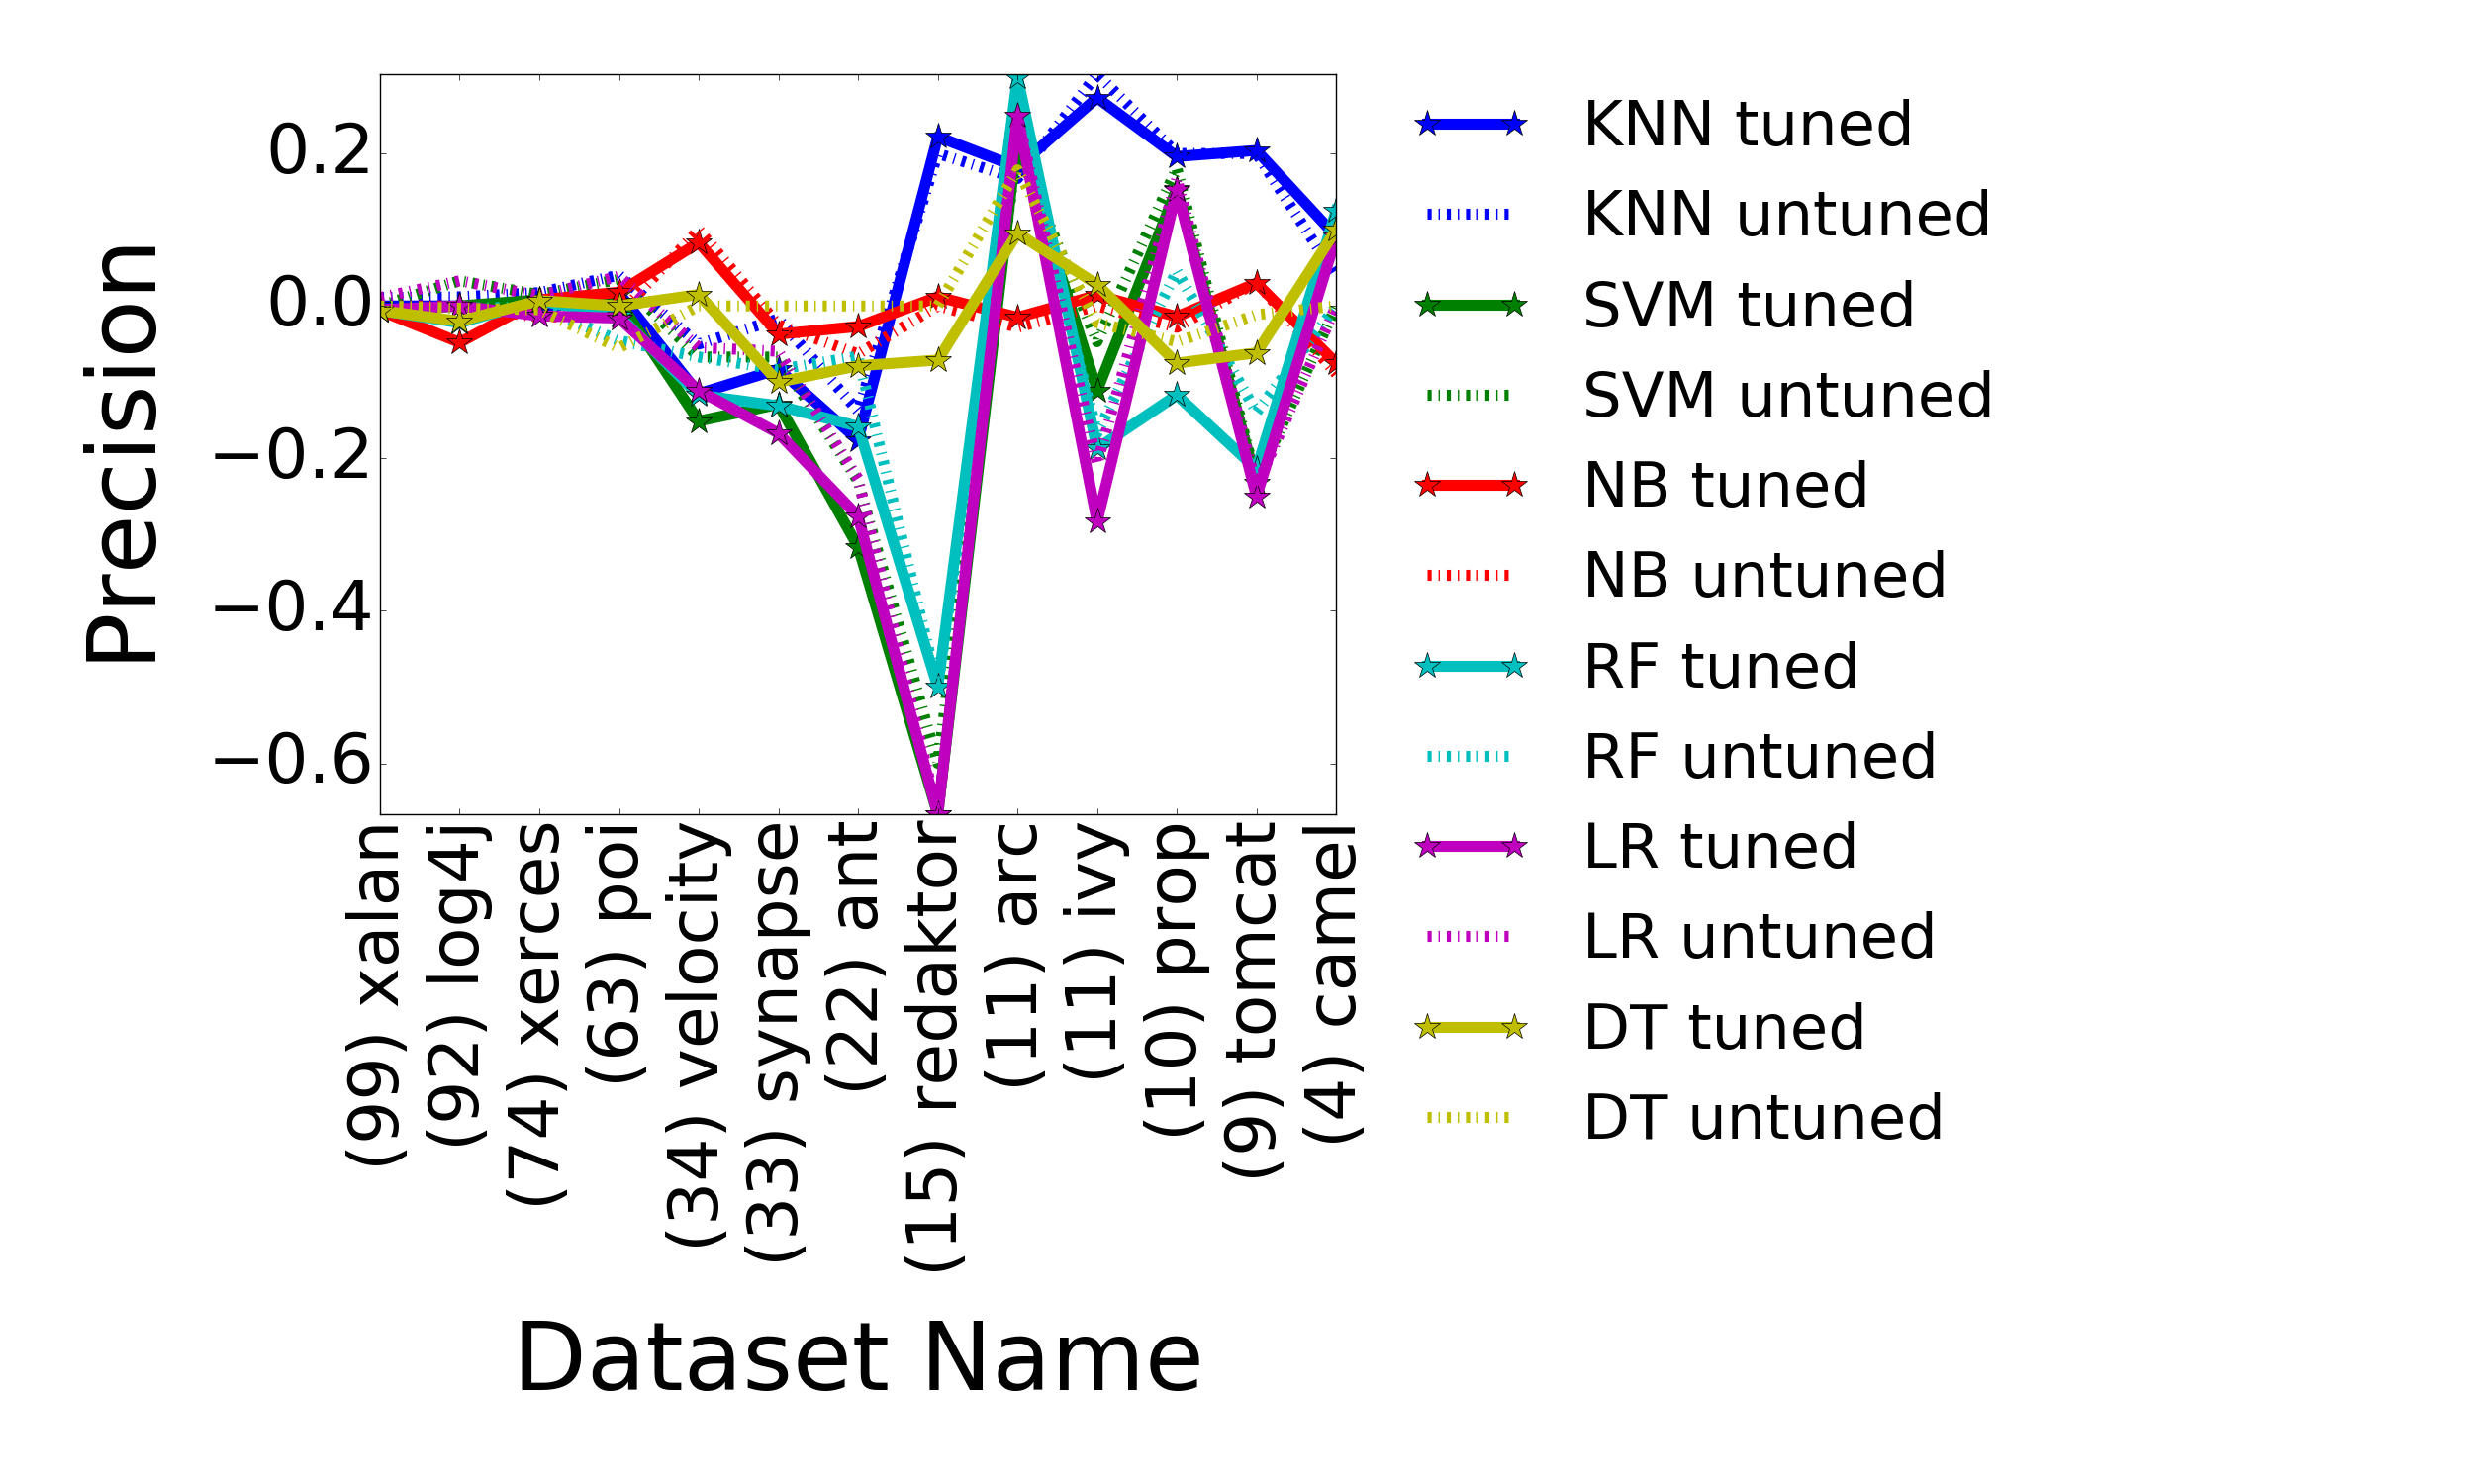 Precision
0.2
0.0
−0.2
−0.4
−0.6
(99) xalan
(92) log4j
(74) xerces
(63) poi
(34) velocity
(33) synapse
(22) ant
(15) redaktor
(11) arc
(11) ivy
(10) prop
(9) tomcat
(4) camel
Dataset Name
KNN tuned
KNN untuned
SVM tuned
SVM untuned
NB tuned
NB untuned
RF tuned
RF untuned
LR tuned
LR untuned
DT tuned
DT untuned